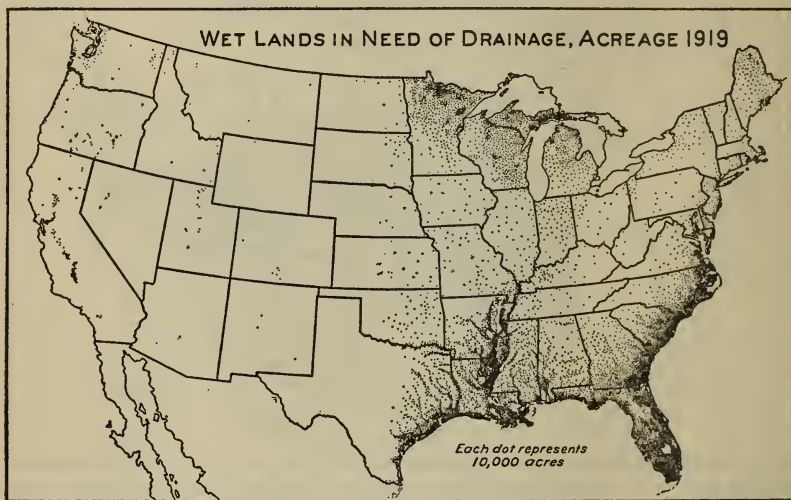 WET LANDS IN NEED OF DRAINAGE, ACREAGE 1919
Each dot represents
10,000 acres